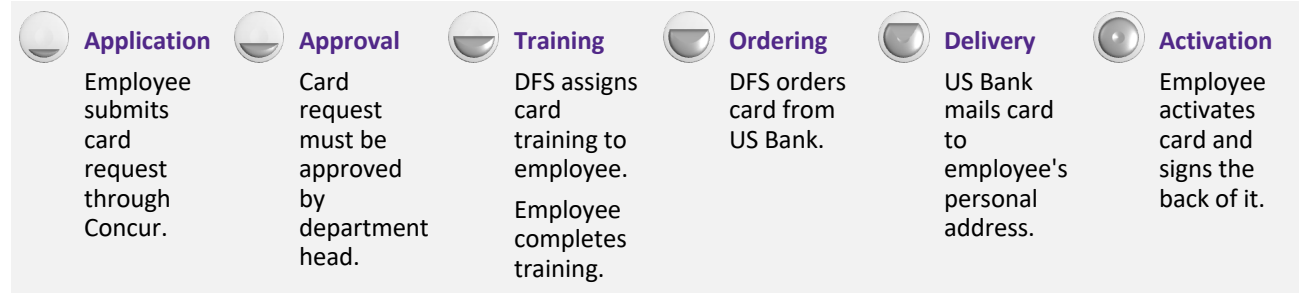 Application
Employee
submits
card
request
through
Concur.
Approval
Card
request
must be
approved
by
department
head.
Training
DFS assigns
card
training to
employee.
Employee
completes
training.
Ordering
DFS orders
card from
US Bank.
Delivery
US Bank
mails card
to
employee's
personal
address.
Activation
Employee
activates
card and
signs the
back of it.